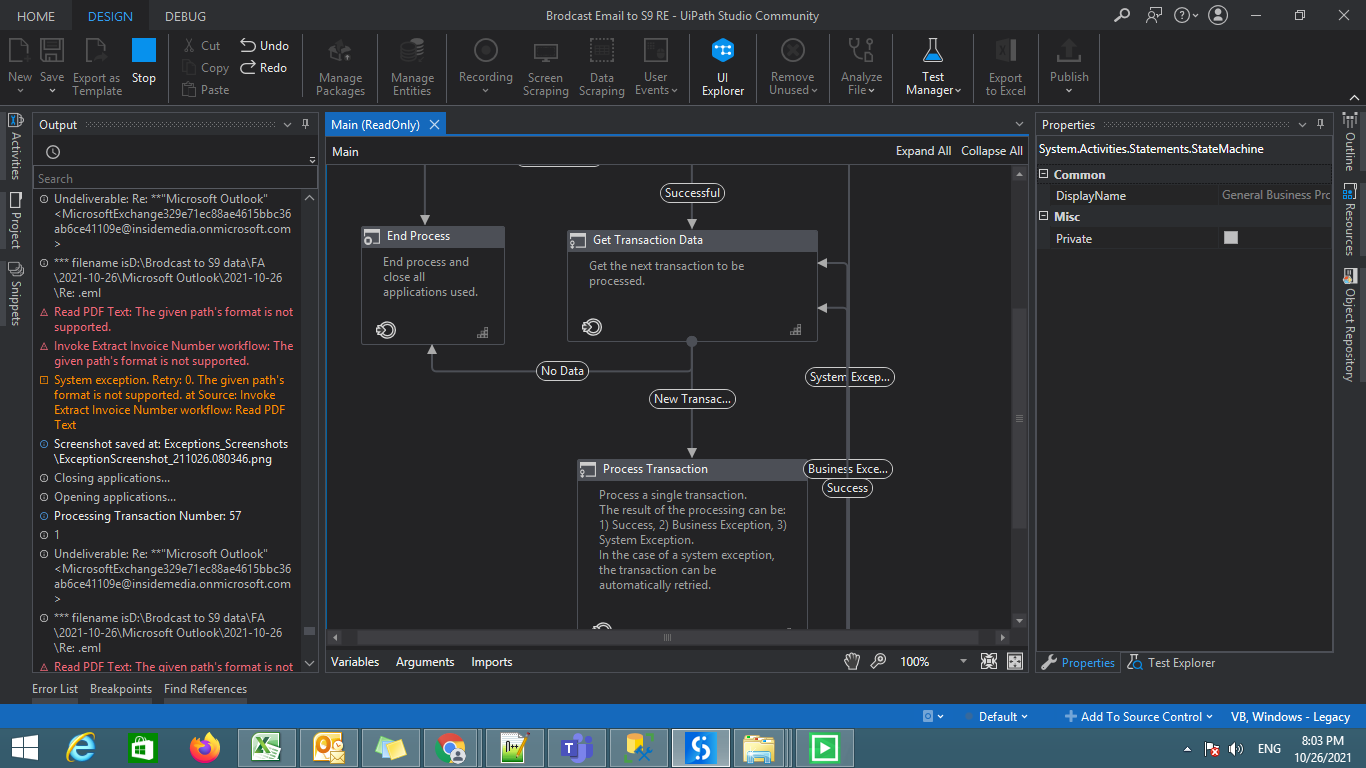 HOME DESIGN DEBUG
Brodcast Email to S9 RE - UiPath Studio Community
New
Save
Export as
Template
Stop
Cut
Copy
Paste
Undo
Redo
Manage
Packages
Manage
Entities
Recording
Screen
Scraping
Data
Scraping
User
Events
UI
Explorer
Remove
Unused
Analyze
File
Test
Manager
Export
to Excel
Publish
Activities
Project
Snippets
Output
Search
Undeliverable: Re: **"Microsoft Outlook"
<MicrosoftExchange329e71ec88ae4615bbc36
ab6ce41109e@insidemedia.onmicrosoft.com
>
*** filename isD:\Brodcast to S9 data\FA
\2021-10-26\Microsoft Outlook\2021-10-26
\Re: .eml
Read PDF Text: The given path's format is not
supported.
Invoke Extract Invoice Number workflow: The
given path's format is not supported.
System exception. Retry: 0. The given path's
format is not supported. at Source: Invoke
Extract Invoice Number workflow: Read PDF
Text
Screenshot saved at: Exceptions_Screenshots
\ExceptionScreenshot_211026.080346.png
Closing applications...
Opening applications...
Processing Transaction Number: 57
1
Undeliverable: Re: **"Microsoft Outlook"
<MicrosoftExchange329e71ec88ae4615bbc36
ab6ce41109e@insidemedia.onmicrosoft.com
>
*** filename isD:\Brodcast to S9 data\FA
\2021-10-26\Microsoft Outlook\2021-10-26
\Re: .eml
Read PDF Text: The given path's format is not
Error List Breakpoints Find References
Main (ReadOnly)
Main
Expand All Collapse All
Successful
End Process
End process and
close all
applications used.
Get Transaction Data
Get the next transaction to be
processed.
No Data
System Excep...
New Transac...
Process Transaction
Business Exce...
Success
Process a single transaction.
The result of the processing can be:
1) Success, 2) Business Exception, 3)
System Exception.
In the case of a system exception,
the transaction can be
automatically retried.
Variables Arguments Imports
100%
Properties
System.Activities.Statements.StateMachine
Common
DisplayName General Business Prc
Misc
Private
Properties Test Explorer
Outline
Resources
Object Repository
Default
Add To Source Control
VB, Windows - Legacy
ENG
8:03 PM
10/26/2021